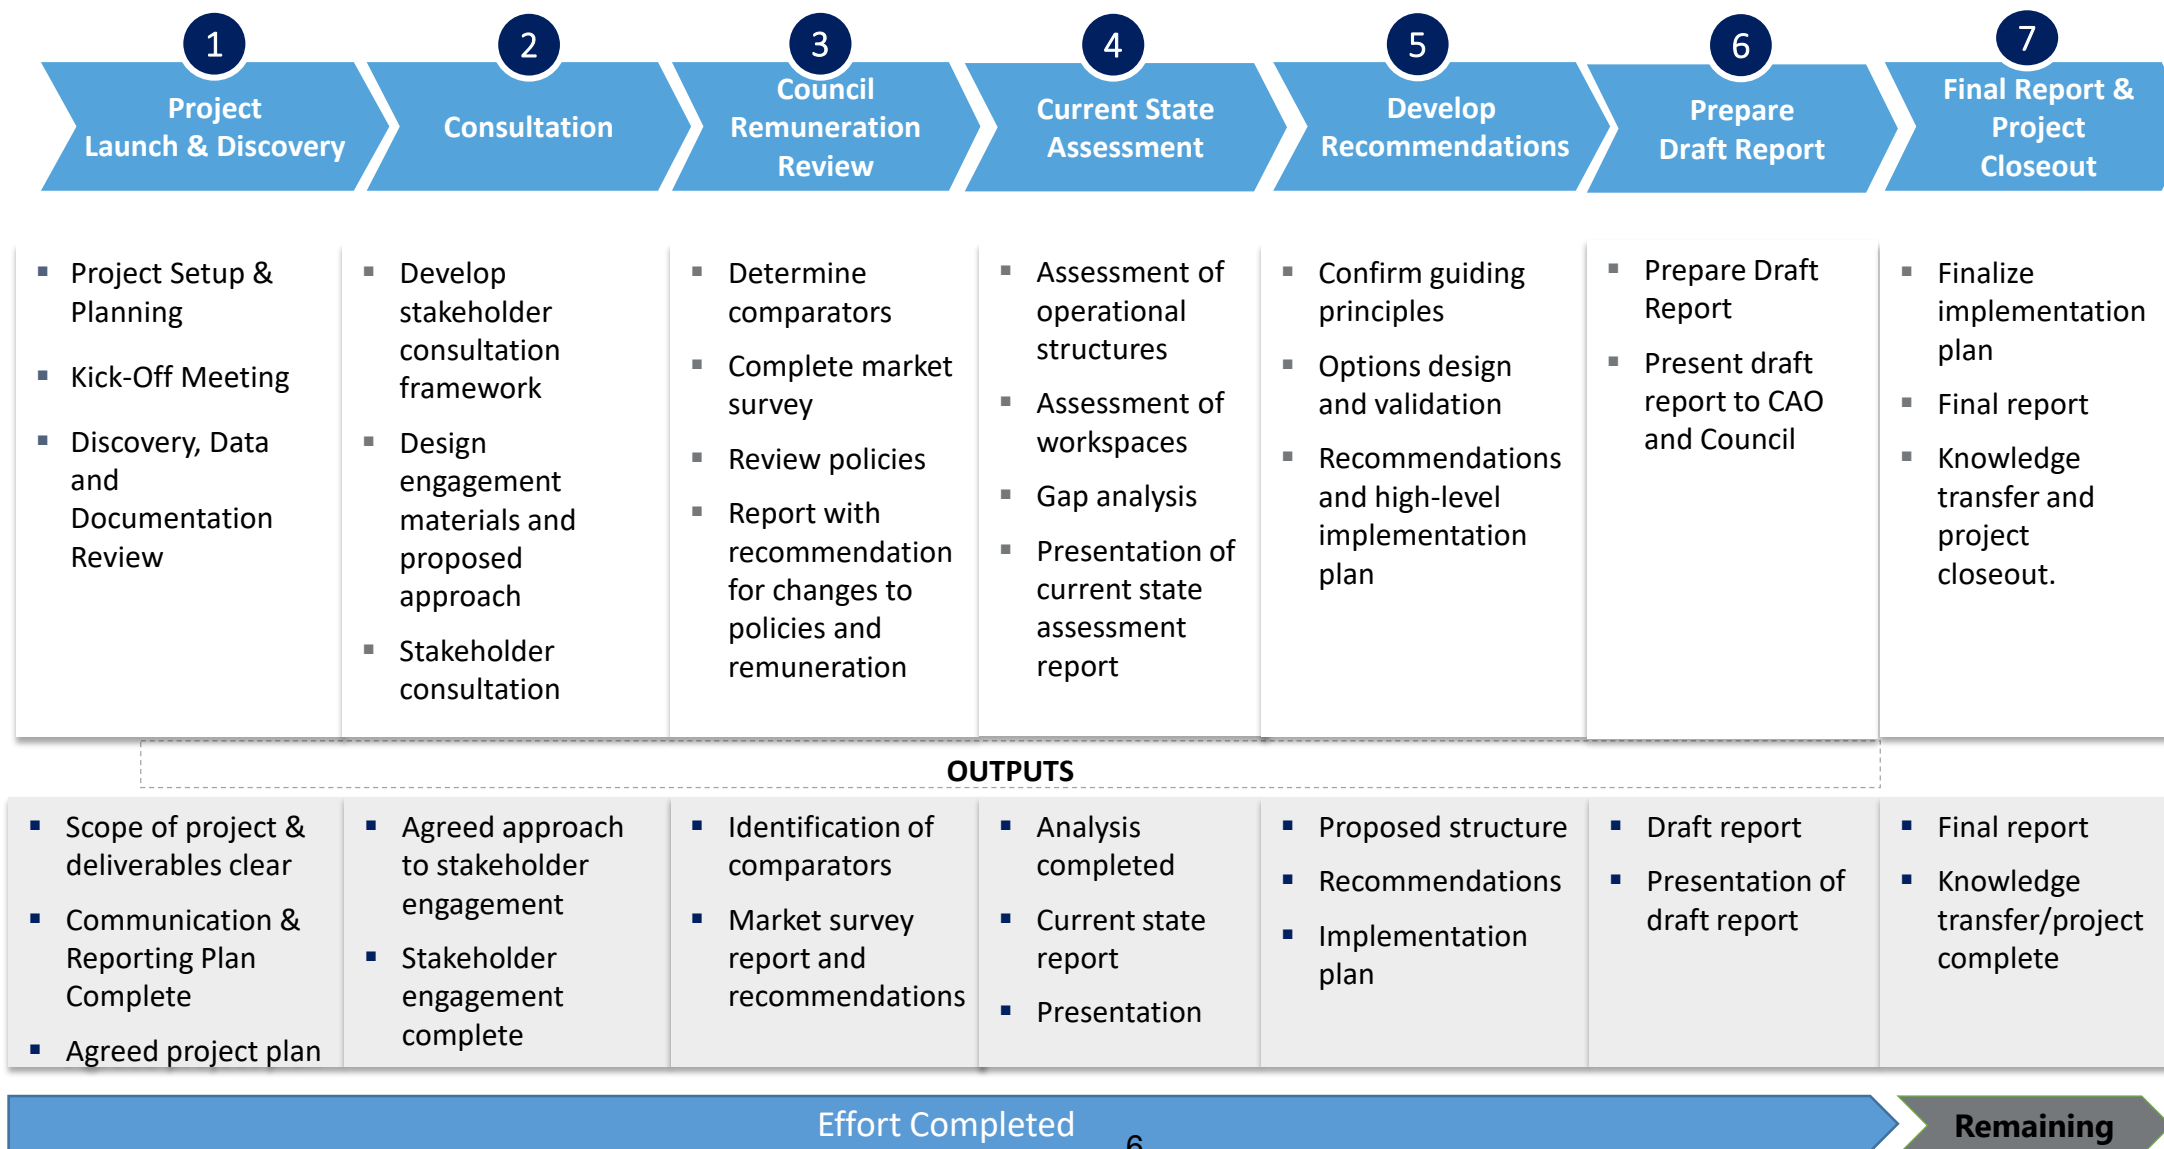 1
Project
Launch & Discovery
2
Consultation
3
Council
Remuneration
Review
4
Current State
Assessment
5
Develop
Recommendations
6
Prepare
Draft Report
7
Final Report &
Project
Closeout
▪ Project Setup &
Planning
▪ Kick-Off Meeting
▪ Discovery, Data
and
Documentation
Review
▪ Develop
stakeholder
consultation
framework
▪ Design
engagement
materials and
proposed
approach
▪ Stakeholder
consultation
▪ Determine
comparators
▪ Complete market
survey
▪ Review policies
▪ Report with
recommendation
for changes to
policies and
remuneration
▪ Assessment of
operational
structures
▪ Assessment of
workspaces
▪ Gap analysis
▪ Presentation of
current state
assessment
report
▪ Confirm guiding
principles
▪ Options design
and validation
▪ Recommendations
and high-level
implementation
plan
▪ Prepare Draft
Report
▪ Present draft
report to CAO
and Council
▪ Finalize
implementation
plan
▪ Final report
▪ Knowledge
transfer and
project
closeout.
OUTPUTS
▪ Scope of project &
deliverables clear
▪ Communication &
Reporting Plan
Complete
▪ Agreed project plan
▪ Agreed approach
to stakeholder
engagement
▪ Stakeholder
engagement
complete
▪ Identification of
comparators
▪ Market survey
report and
recommendations
▪ Analysis
completed
▪ Current state
report
▪ Presentation
▪ Proposed structure
▪ Recommendations
▪ Implementation
plan
▪ Draft report
▪ Presentation of
draft report
▪ Final report
▪ Knowledge
transfer/project
complete
Effort Completed
Remaining
6